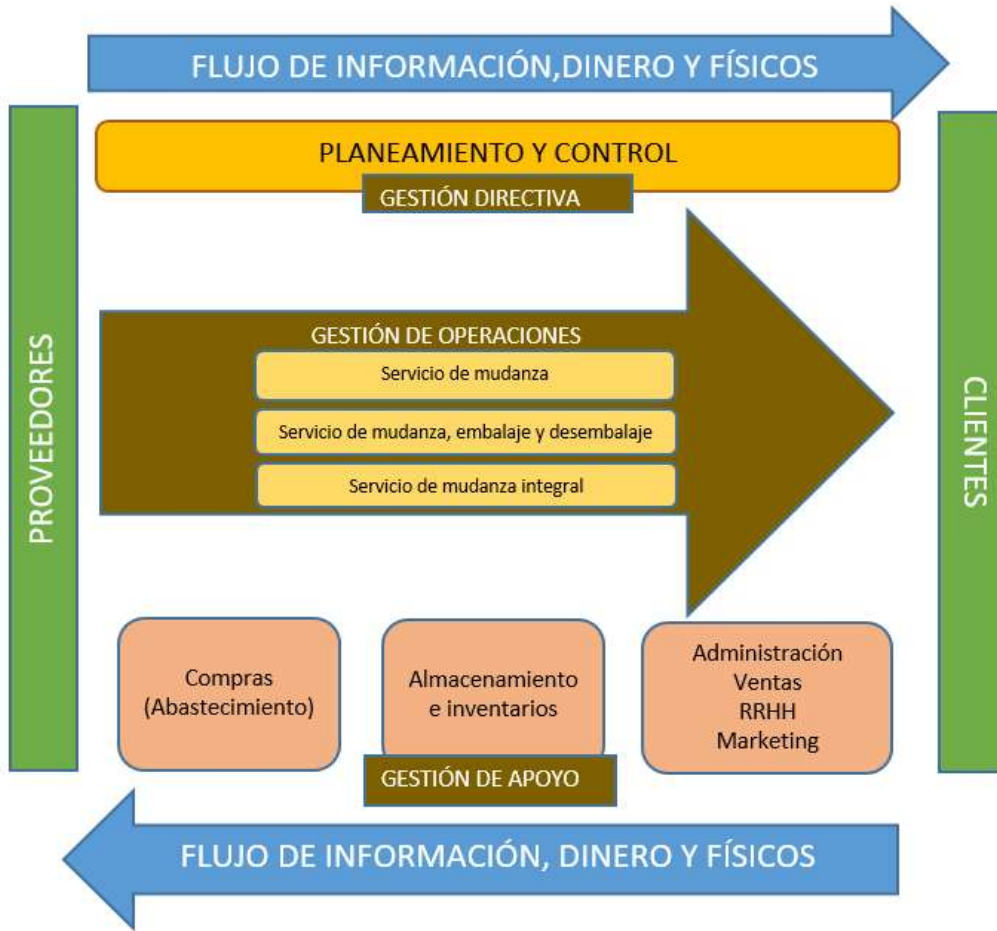 FLUJO DE INFORMACIÓN,DINERO Y FÍSICOS
PLANEAMIENTO Y CONTROL
GESTIÓN DIRECTIVA
PROVEEDORES
GESTIÓN DE OPERACIONES
Servicio de mudanza
Servicio de mudanza, embalaje y desembalaje
Servicio de mudanza integral
CLIENTES
Compras
(Abastecimiento)
Almacenamiento
e inventarios
Administración
Ventas
RRHH
Marketing
GESTIÓN DE APOYO
FLUJO DE INFORMACIÓN, DINERO Y FÍSICOS